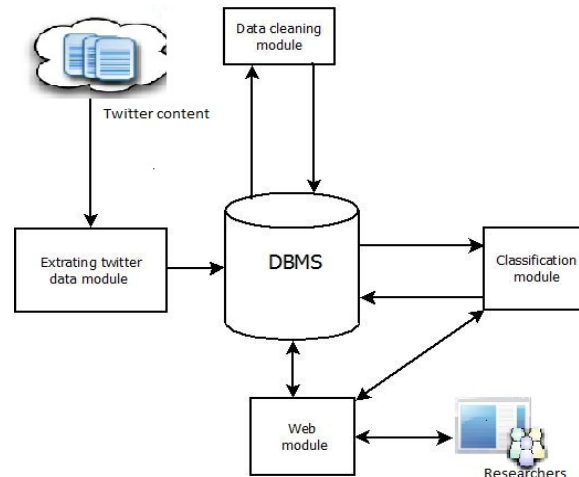 Data cleaning
module
Twitter content
Extrating twitter
data module
DBMS
Classification
module
Web
module
Researchers